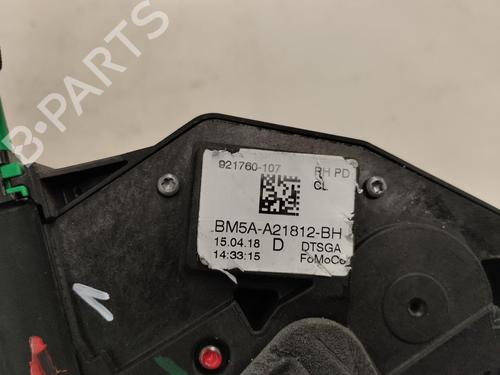 B-PARTS
921760-107 RH PD
CL
BM5A-A21812-BH
15.04.18 D DTSGA
14:33:15 FoMoCo